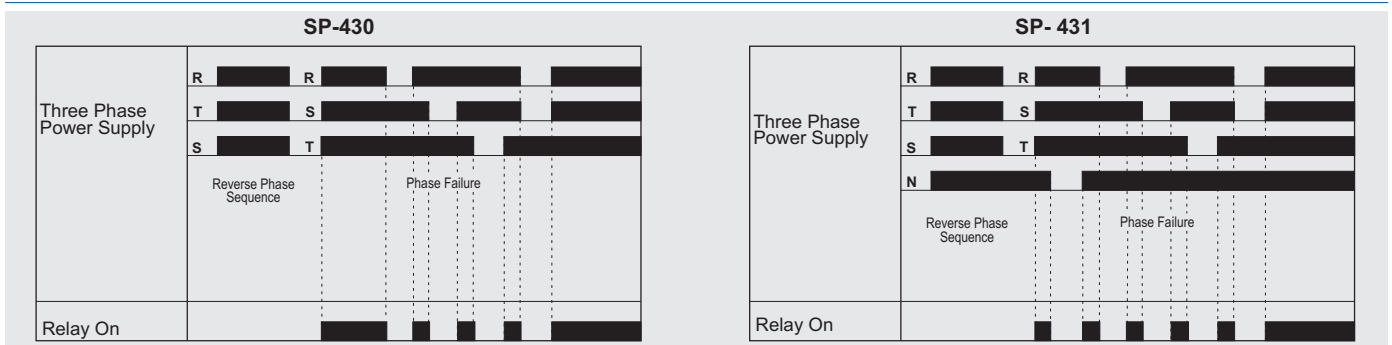 SP-430
R R
T S
Three Phase
Power Supply
S T
Reverse Phase
Sequence
Phase Failure
Relay On
SP- 431
R R
T S
Three Phase
Power Supply
S T
N
Reverse Phase
Sequence
Phase Failure
Relay On